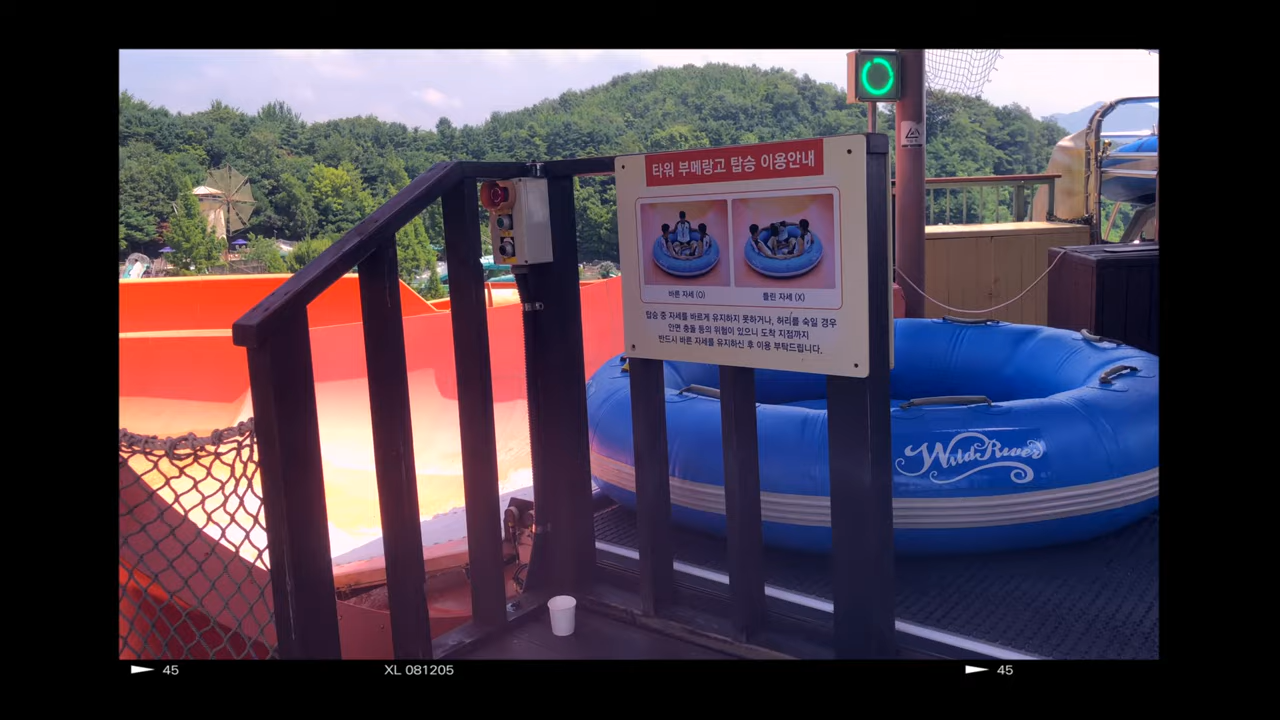 타워 부메랑고 탑승 이용안내
바른 자세 (O)
틀린 자세 (X)
탑승 중 자세를 바르게 유지하지 못하거나, 허리를 숙일 경우
안면 충돌 등의 위험이 있으니 도착 지점까지
반드시 바른 자세를 유지하신 후 이용 부탁드립니다.
Wild River
45
XL 081205
45